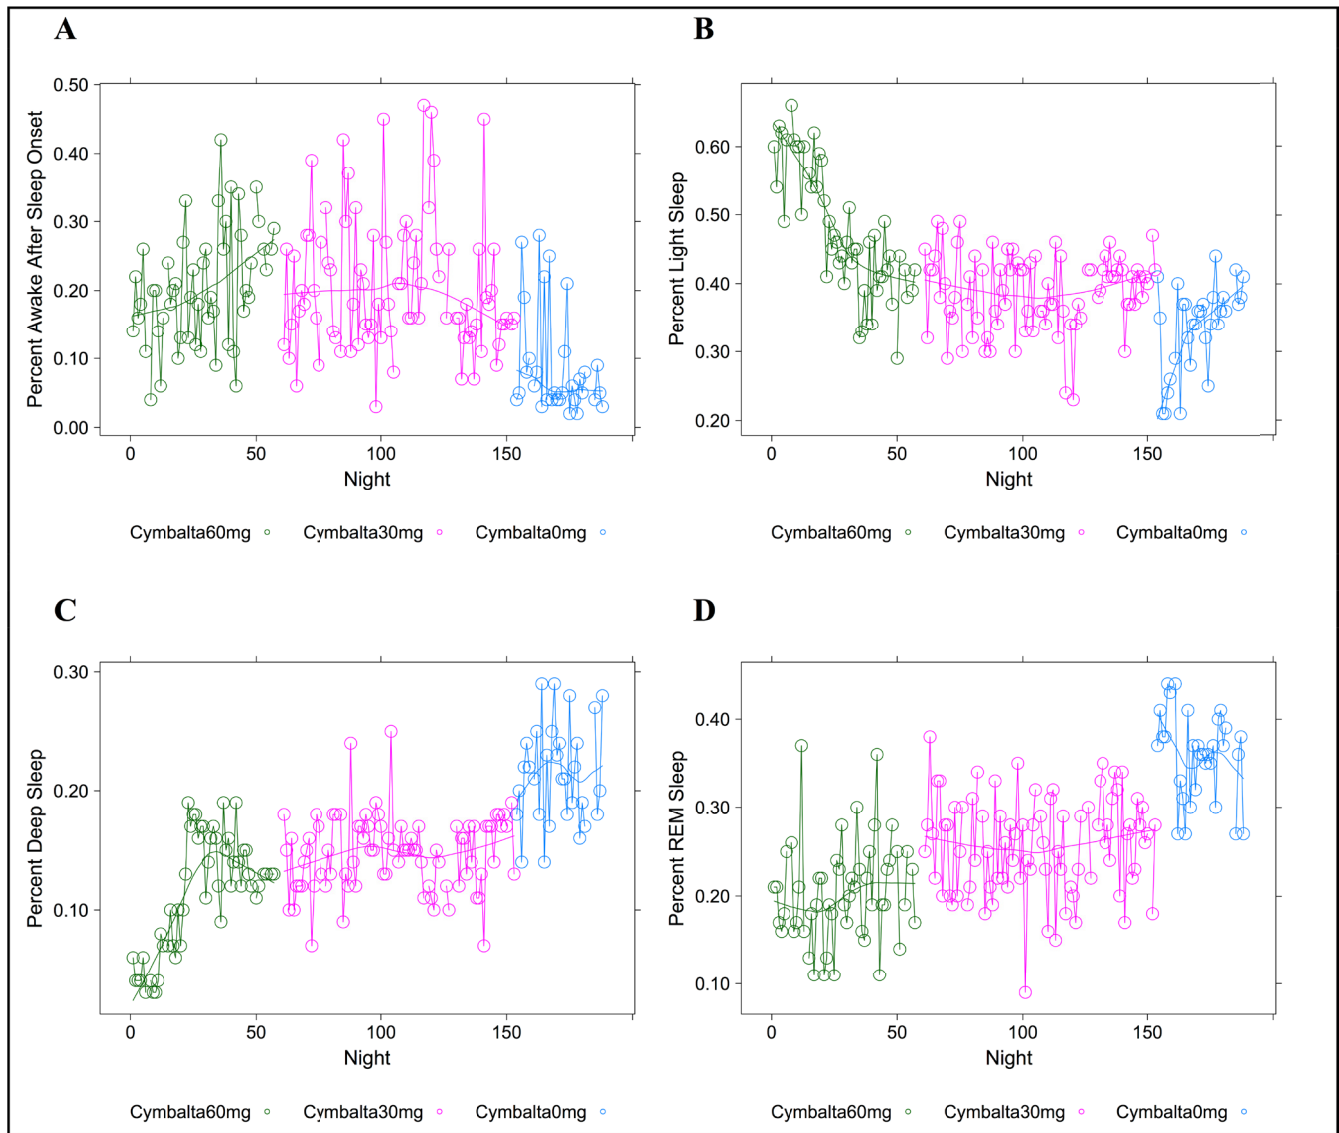 A
B
0.50
0.40
0.30
0.20
0.10
0.00
Percent Awake After Sleep Onset
0 50 100 150
Night
Cymbalta60mg Cymbalta30mg Cymbalta0mg
0.60
0.50
0.40
0.30
0.20
Percent Light Sleep
0 50 100 150
Night
Cymbalta60mg Cymbalta30mg Cymbalta0mg
C
D
0.30
0.20
0.10
Percent Deep Sleep
0 50 100 150
Night
Cymbalta60mg Cymbalta30mg Cymbalta0mg
0.40
0.30
0.20
0.10
Percent REM Sleep
0 50 100 150
Night
Cymbalta60mg Cymbalta30mg Cymbalta0mg